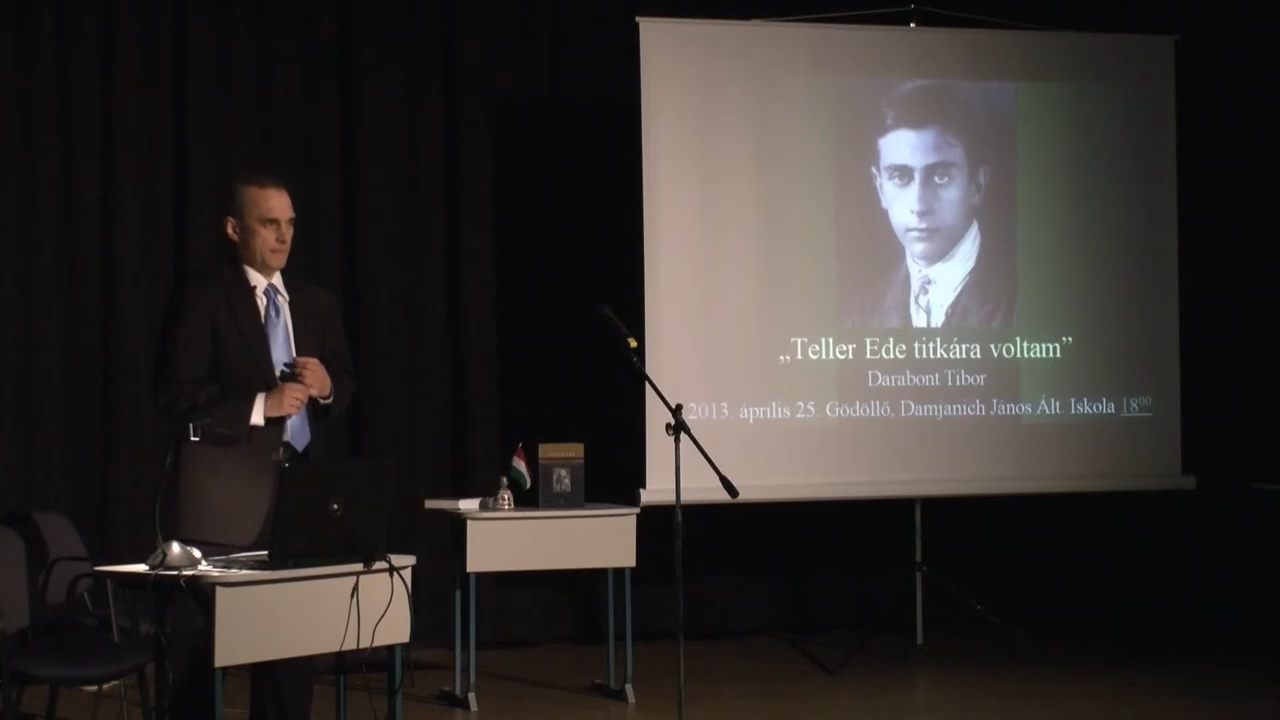 „Teller Ede titkára voltam”
Darabont Tibor
2013. április 25. Gödöllő, Damjanich János Ált. Iskola 18⁰⁰